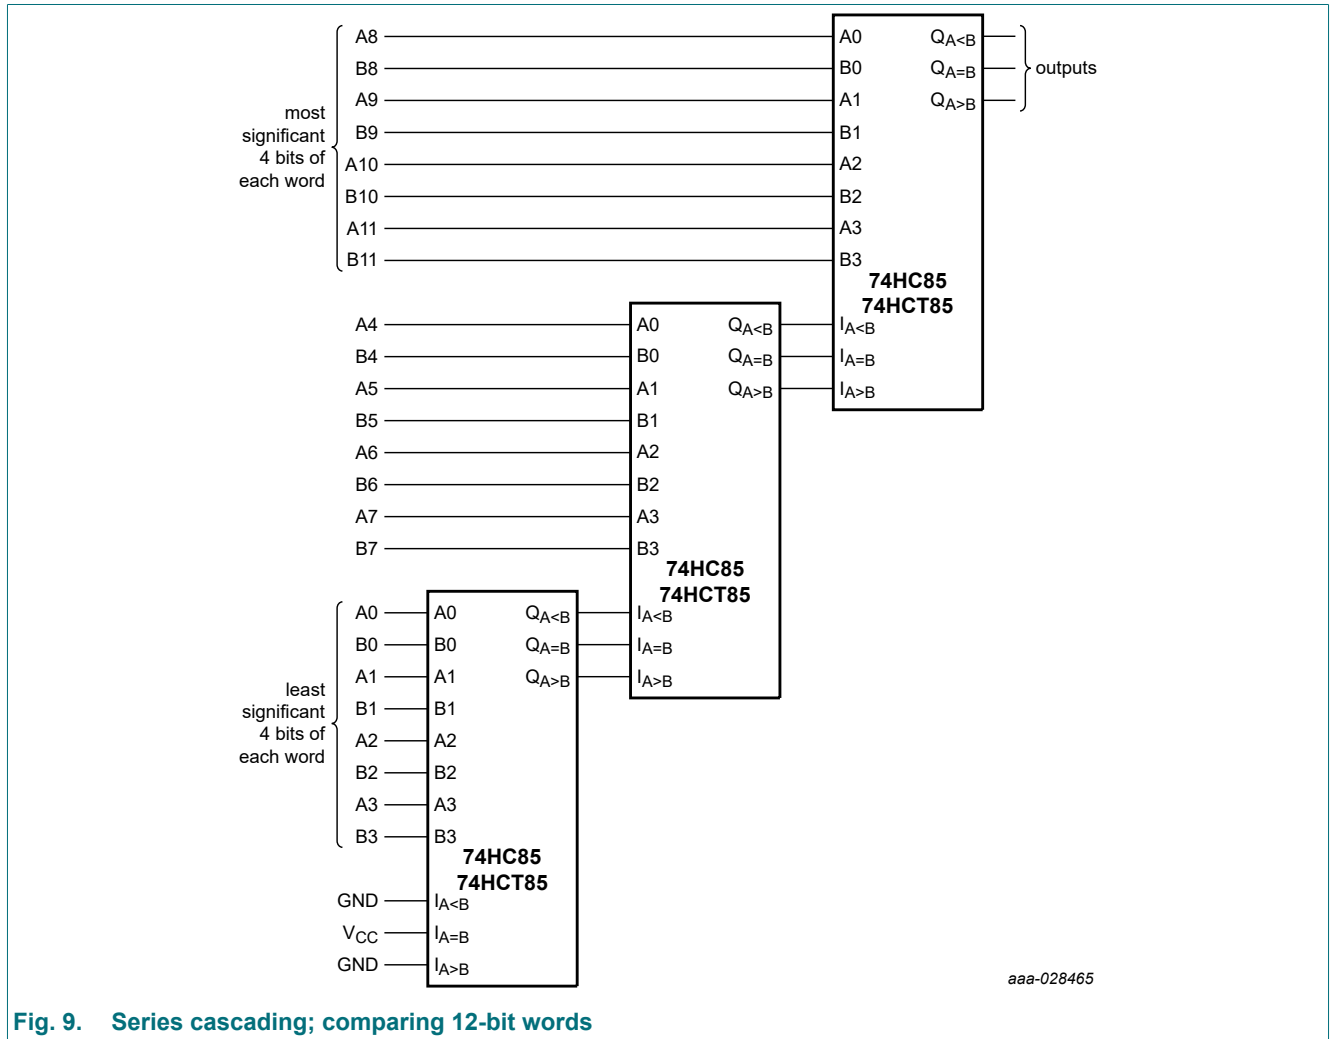 A8
B8
A9
B9
A10
B10
A11
B11
most
significant
4 bits of
each word
A0
B0
A1
B1
A2
B2
A3
B3
74HC85
74HCT85
IA<B
IA=B
IA>B
QA<B
QA=B
QA>B
outputs
A4
B4
A5
B5
A6
B6
A7
B7
A0
B0
A1
B1
A2
B2
A3
B3
74HC85
74HCT85
IA<B
IA=B
IA>B
QA<B
QA=B
QA>B
least
significant
4 bits of
each word
A0
B0
A1
B1
A2
B2
A3
B3
GND
VCC
GND
A0
B0
A1
B1
A2
B2
A3
B3
74HC85
74HCT85
IA<B
IA=B
IA>B
QA<B
QA=B
QA>B
aaa-028465
Fig. 9. Series cascading; comparing 12-bit words